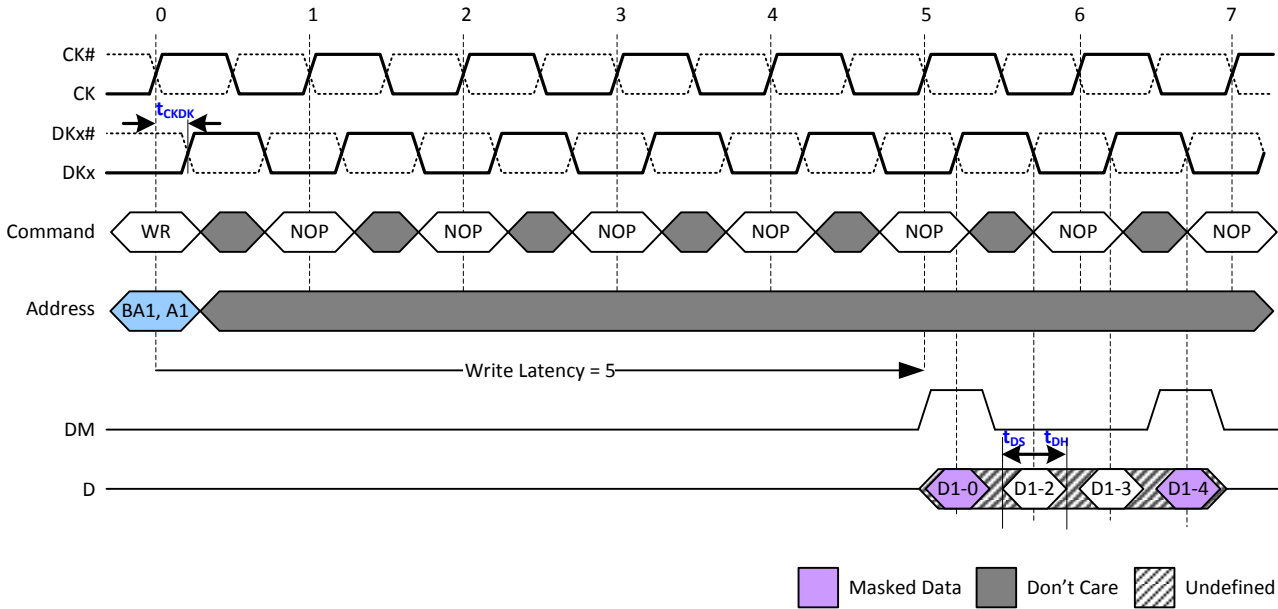 0 1 2 3 4 5 6 7
CK#
CK
tCKDK
DKx#
DKx
Command WR NOP NOP NOP NOP NOP NOP NOP
Address BA1, A1
Write Latency = 5
DM
tDS tDH
D D1-0 D1-2 D1-3 D1-4
Masked Data Don't Care Undefined